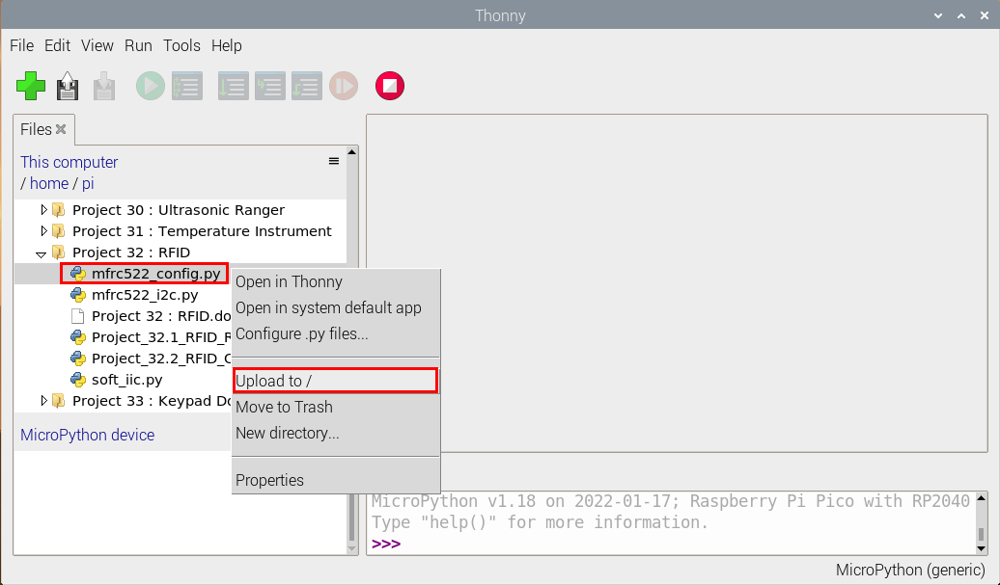 Thonny
File Edit View Run Tools Help
Files
This computer
/ home / pi
Project 30 : Ultrasonic Ranger
Project 31 : Temperature Instrument
Project 32 : RFID
mfrc522_config.py
mfrc522_i2c.py
Project 32 : RFID.do
Project_32.1_RFID_R
Project_32.2_RFID_C
soft_iic.py
Project 33 : Keypad Do
MicroPython device
Open in Thonny
Open in system default app
Configure .py files...
Upload to /
Move to Trash
New directory...
Properties
MicroPython v1.18 on 2022-01-17; Raspberry Pi Pico with RP2040
Type "help()" for more information.
>>>
MicroPython (generic)